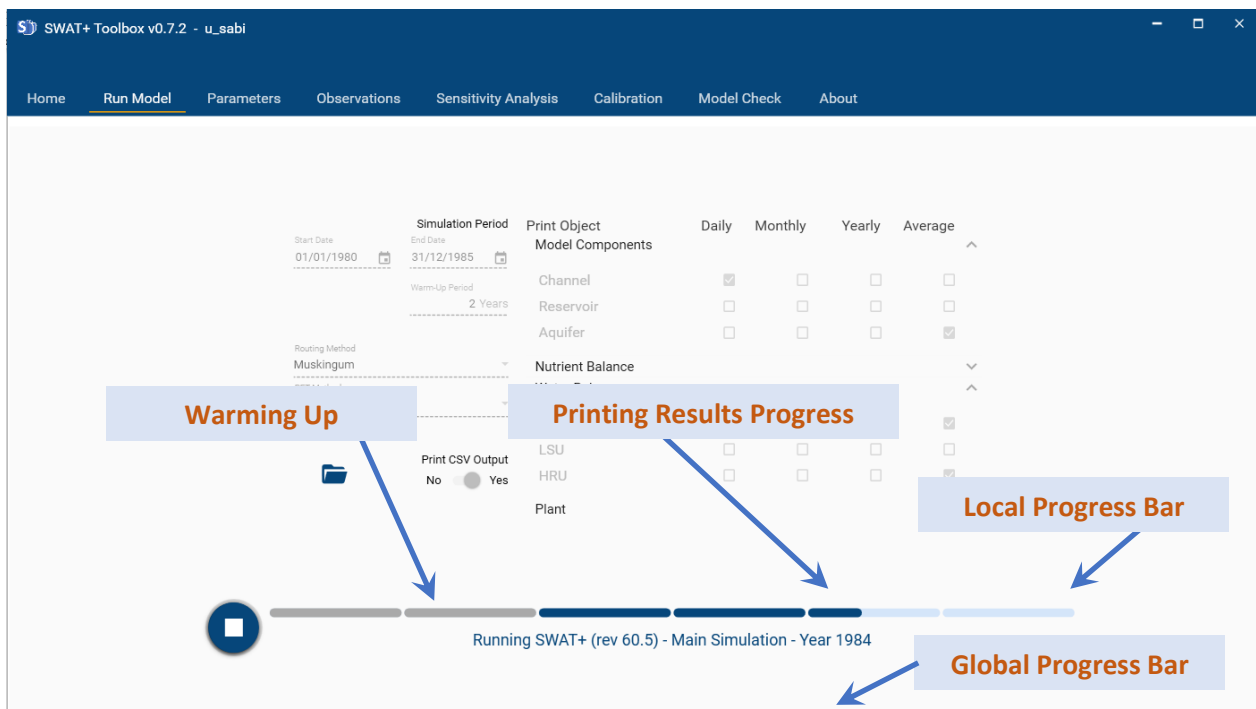 SWAT+ Toolbox v0.7.2 - u_sabi
Home Run Model Parameters Observations Sensitivity Analysis Calibration Model Check About
Simulation Period
Start Date End Date
01/01/1980 31/12/1985
Warm-Up Period
2 Years
Routing Method
Muskingum
Print CSV Output
No Yes
Print Object Daily Monthly Yearly Average
Model Components
Channel
Reservoir
Aquifer
Nutrient Balance
LSU
HRU
Plant
Warming Up
Printing Results Progress
Local Progress Bar
Running SWAT+ (rev 60.5) - Main Simulation - Year 1984
Global Progress Bar